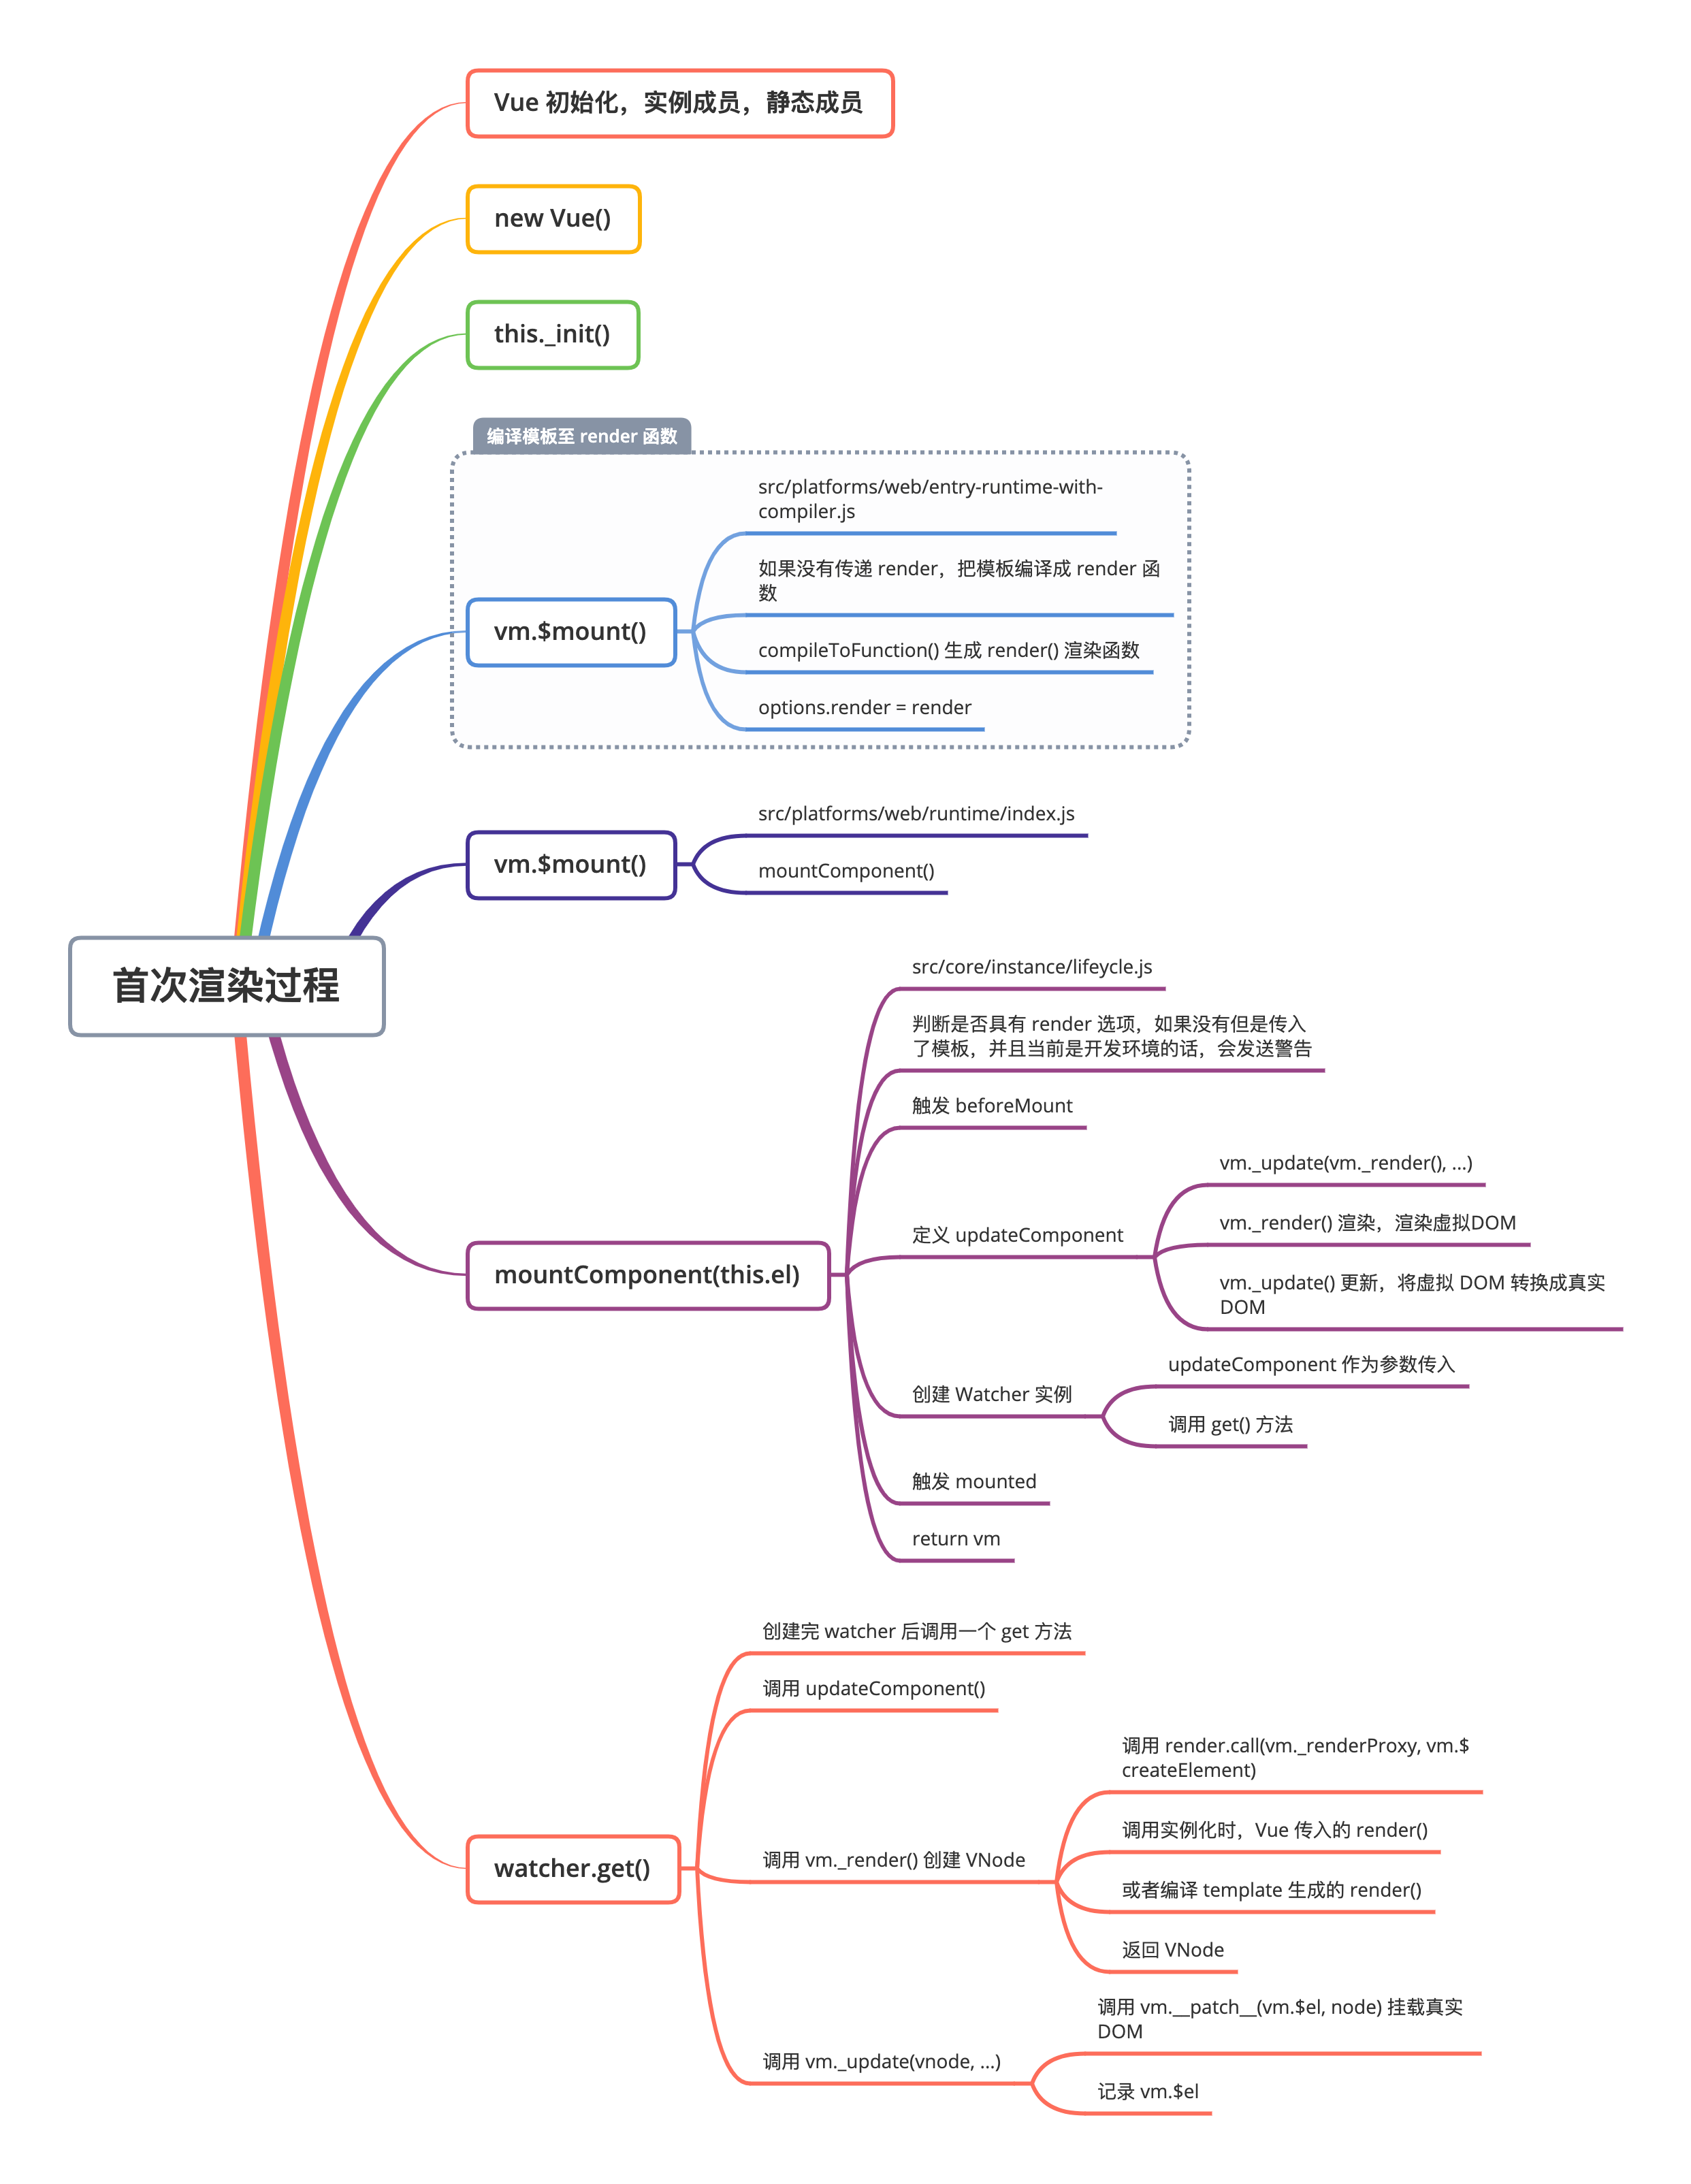 Vue 初始化，实例成员，静态成员
new Vue()
this._init()
编译模板至 render 函数
src/platforms/web/entry-runtime-with-
compiler.js
如果没有传递 render，把模板编译成 render 函
数
vm.$mount()
compileToFunction() 生成 render() 渲染函数
options.render = render
src/platforms/web/runtime/index.js
vm.$mount()
mountComponent()
首次渲染过程
src/core/instance/lifeycle.js
判断是否具有 render 选项，如果没有但是传入
了模板，并且当前是开发环境的话，会发送警告
触发 beforeMount
vm._update(vm._render(), ...)
vm._render() 渲染，渲染虚拟DOM
定义 updateComponent
vm._update() 更新，将虚拟 DOM 转换成真实
DOM
mountComponent(this.el)
updateComponent 作为参数传入
创建 Watcher 实例
调用 get() 方法
触发 mounted
return vm
创建完 watcher 后调用一个 get 方法
调用 updateComponent()
调用 render.call(vm._renderProxy, vm.$
createElement)
调用实例化时，Vue 传入的 render()
调用 vm._render() 创建 VNode
watcher.get()
或者编译 template 生成的 render()
返回 VNode
调用 vm.__patch__(vm.$el, node) 挂载真实
DOM
调用 vm._update(vnode, ...)
记录 vm.$el